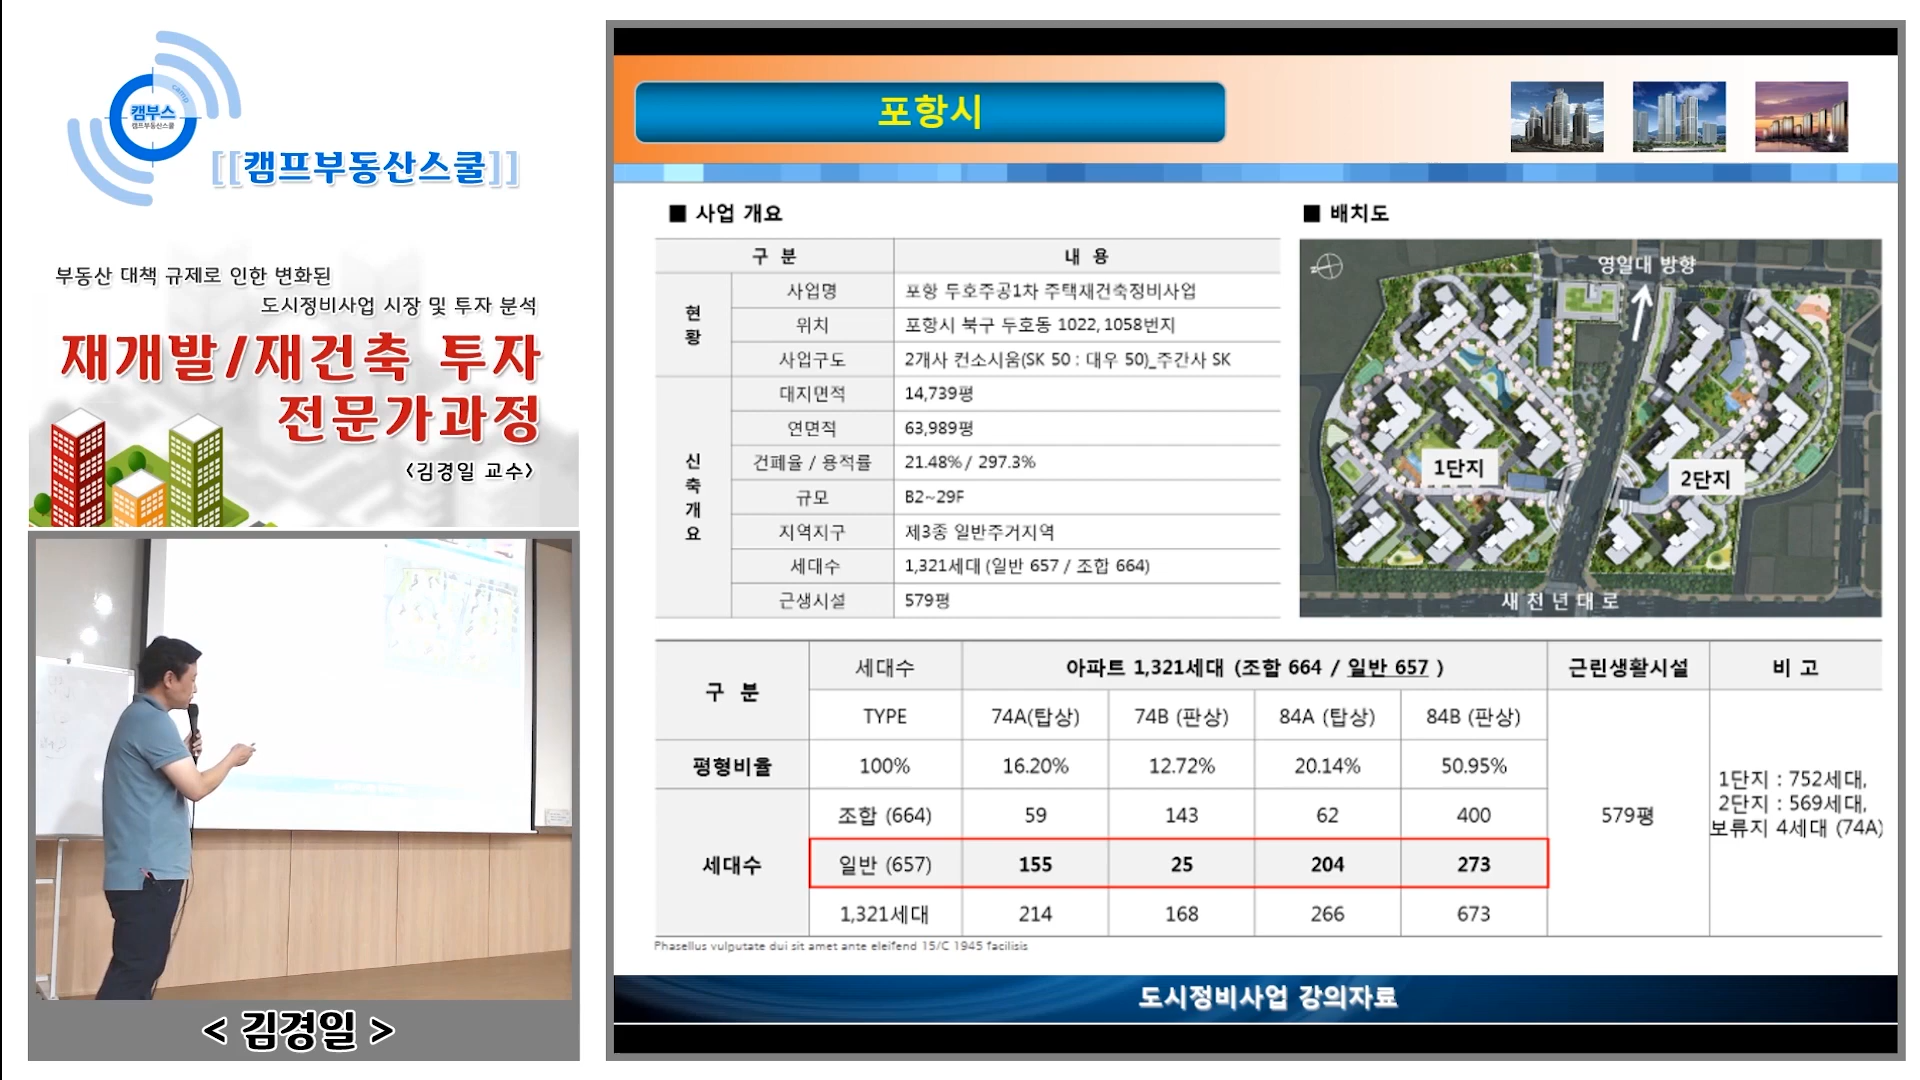 캠부스
캠프부동산스쿨
camp
[[캠프부동산스쿨]]
부동산 대책 규제로 인한 변화된
도시정비사업 시장 및 투자 분석
재개발/재건축 투자
전문가과정
<김경일 교수>
< 김경일 >
포항시
■ 사업 개요
구 분 내 용
현황
사업명 포항 두호주공1차 주택재건축정비사업
위치 포항시 북구 두호동 1022, 1058번지
사업구도 2개사 컨소시움(SK 50 : 대우 50)_주간사 SK
신축개요
대지면적 14,739평
연면적 63,989평
건폐율 / 용적률 21.48% / 297.3%
규모 B2~29F
지역지구 제3종 일반주거지역
세대수 1,321세대 (일반 657 / 조합 664)
근생시설 579평
■ 배치도
영일대 방향
1단지
2단지
새천년대로
구 분 세대수 아파트 1,321세대 (조합 664 / 일반 657 ) 근린생활시설 비 고
TYPE 74A(탑상) 74B (판상) 84A (탑상) 84B (판상)
평형비율 100% 16.20% 12.72% 20.14% 50.95%
세대수
조합 (664) 59 143 62 400
일반 (657) 155 25 204 273
1,321세대 214 168 266 673
579평
1단지 : 752세대,
2단지 : 569세대,
보류지 4세대 (74A)
Phasellus vulputate dui sit amet ante eleifend 15/C 1945 facilisis
도시정비사업 강의자료